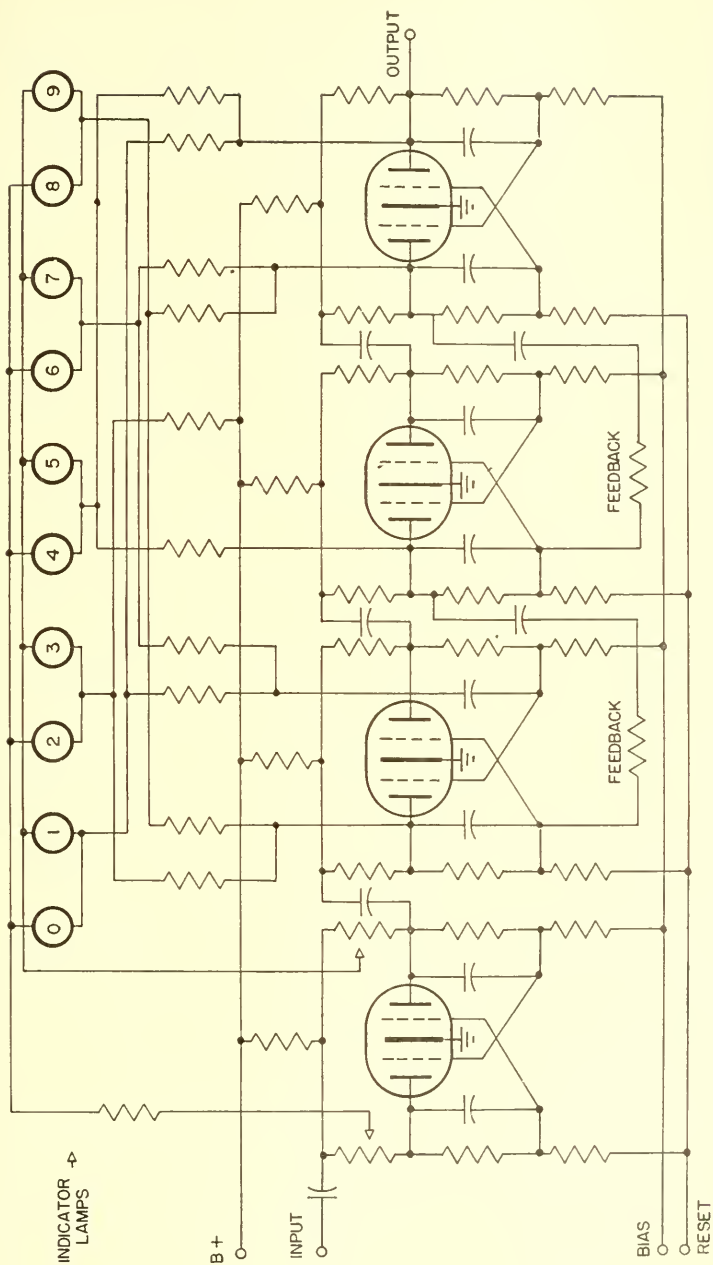 INDICATOR
LAMPS
0 1 2 3 4 5 6 7 8 9
B+
INPUT
OUTPUT
FEEDBACK
FEEDBACK
BIAS
RESET